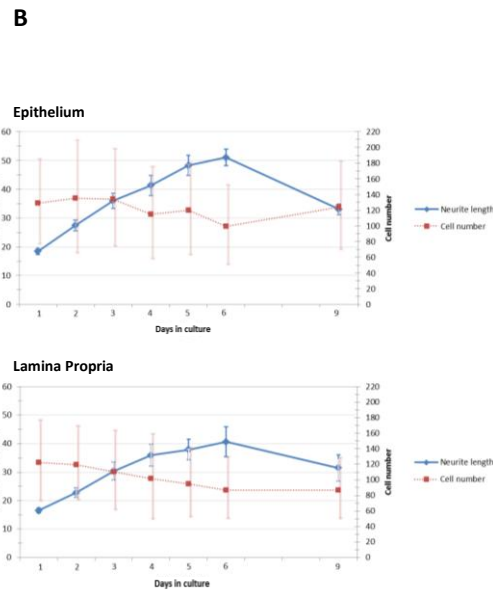 B
Epithelium
60
50
40
30
20
10
0
220
200
180
160
140
120
100
80
60
40
20
0
Cell number
1 2 3 4 5 6 9
Days in culture
Neurite length
Cell number
Lamina Propria
60
50
40
30
20
10
0
220
200
180
160
140
120
100
80
60
40
20
0
Cell number
1 2 3 4 5 6 9
Days in culture
Neurite length
Cell number